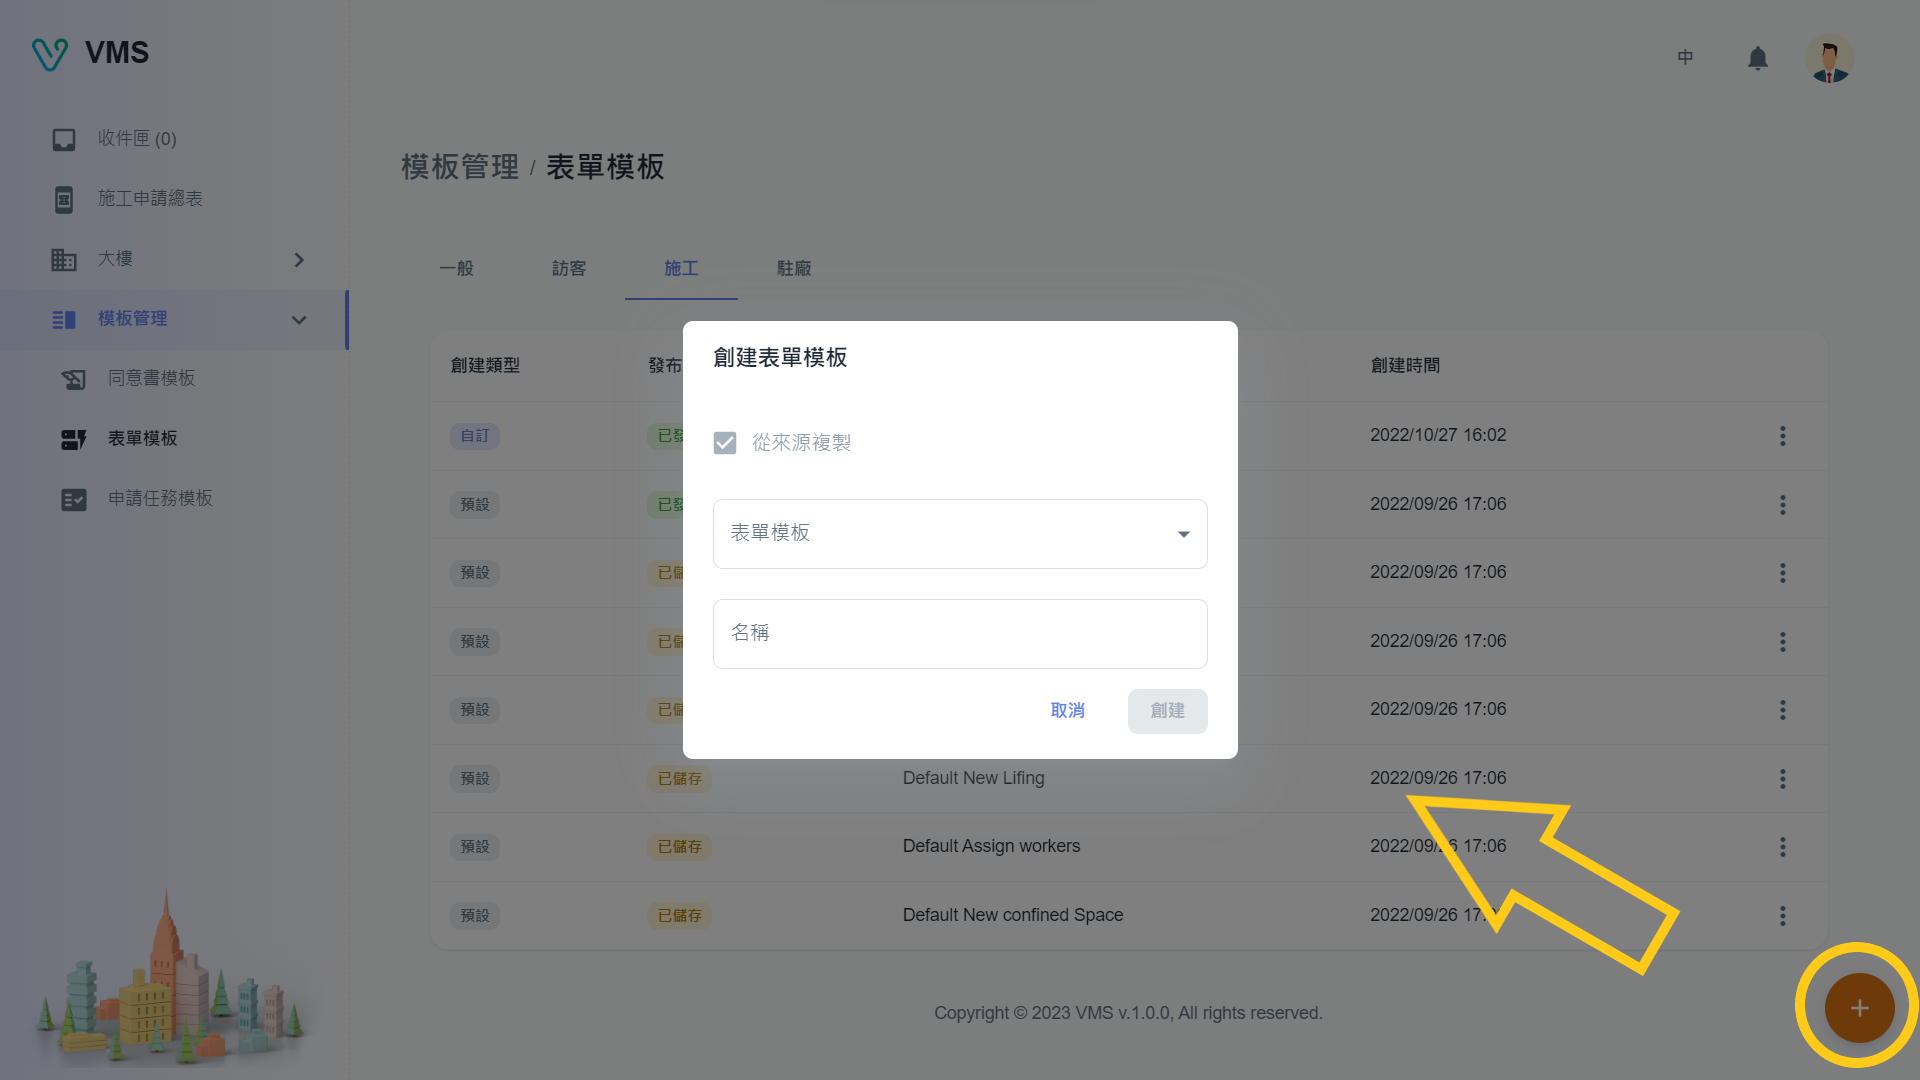 VMS
中
收件匣 (0)
施工申請總表
大樓
模板管理
同意書模板
表單模板
申請任務模板
模板管理 / 表單模板
一般 訪客 施工 駐廠
創建類型 發布 創建時間
自訂 已發 2022/10/27 16:02
預設 已發 2022/09/26 17:06
預設 已儲 2022/09/26 17:06
預設 已儲 2022/09/26 17:06
預設 已儲 2022/09/26 17:06
預設 已儲存 Default New Lifing 2022/09/26 17:06
預設 已儲存 Default Assign workers 2022/09/26 17:06
預設 已儲存 Default New confined Space 2022/09/26 17:
創建表單模板
從來源複製
表單模板
名稱
取消 創建
Copyright © 2023 VMS v.1.0.0, All rights reserved.